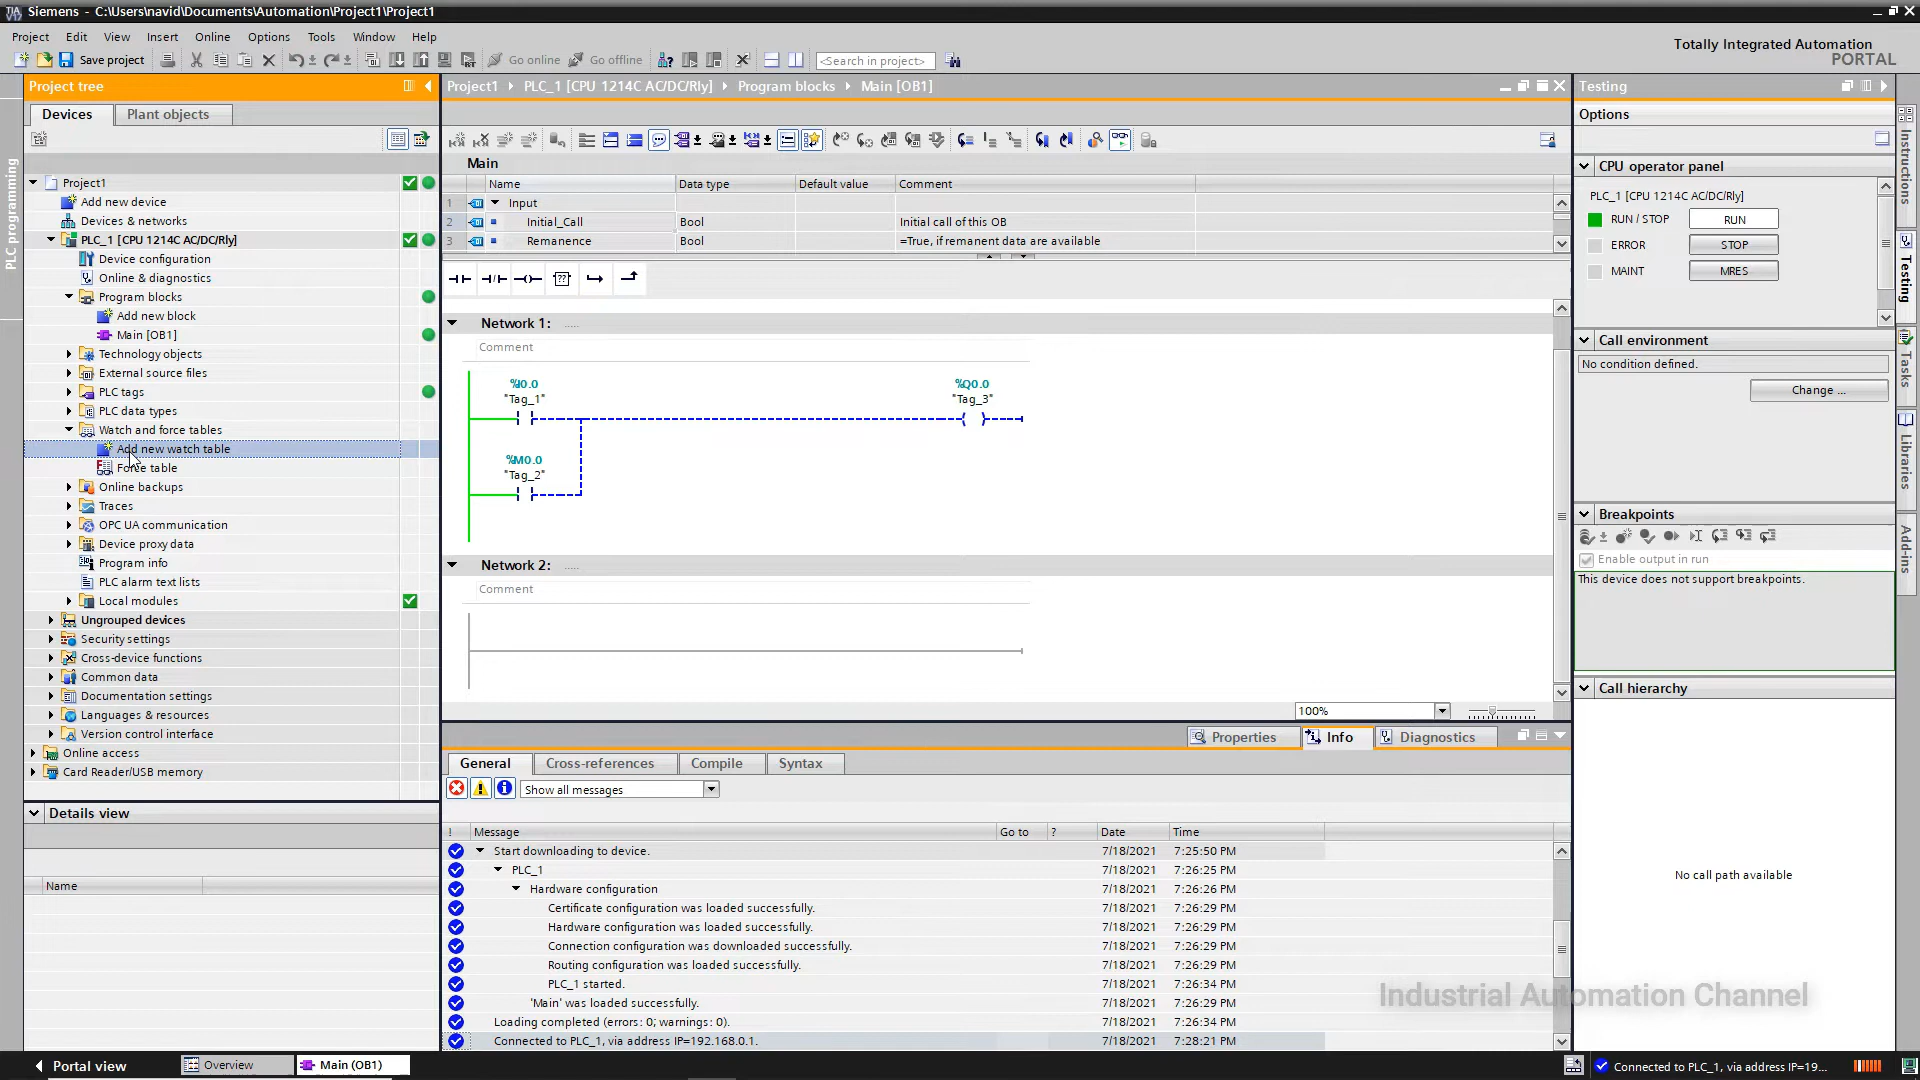 Siemens - C:\Users\navid\Documents\Automation\Project1\Project1
Project Edit View Insert Online Options Tools Window Help
Totally Integrated Automation
PORTAL
Save project
Go online
Go offline
<Search in project>
Project tree
Project1 PLC_1 [CPU 1214C AC/DC/Rly] Program blocks Main [OB1]
Testing
Devices
Plant objects
Options
PLC programming
Project1
Add new device
Devices & networks
PLC_1 [CPU 1214C AC/DC/Rly]
Device configuration
Online & diagnostics
Program blocks
Add new block
Main [OB1]
Technology objects
External source files
PLC tags
PLC data types
Watch and force tables
Add new watch table
Force table
Online backups
Traces
OPC UA communication
Device proxy data
Program info
PLC alarm text lists
Local modules
Ungrouped devices
Security settings
Cross-device functions
Common data
Documentation settings
Languages & resources
Version control interface
Online access
Card Reader/USB memory
Details view
Name
Main
Name Data type Default value Comment
1 Input
2 Initial_Call Bool Initial call of this OB
3 Remanence Bool =True, if remanent data are available
Network 1: .....
Comment
%I0.0
"Tag_1"
%Q0.0
"Tag_3"
%M0.0
"Tag_2"
Network 2: .....
Comment
100%
Properties
Info
Diagnostics
General
Cross-references
Compile
Syntax
Show all messages
! Message Go to ? Date Time
Start downloading to device. 7/18/2021 7:25:50 PM
PLC_1 7/18/2021 7:26:25 PM
Hardware configuration 7/18/2021 7:26:26 PM
Certificate configuration was loaded successfully. 7/18/2021 7:26:29 PM
Hardware configuration was loaded successfully. 7/18/2021 7:26:29 PM
Connection configuration was downloaded successfully. 7/18/2021 7:26:29 PM
Routing configuration was loaded successfully. 7/18/2021 7:26:29 PM
PLC_1 started. 7/18/2021 7:26:34 PM
'Main' was loaded successfully. 7/18/2021 7:26:29 PM
Loading completed (errors: 0; warnings: 0). 7/18/2021 7:26:34 PM
Connected to PLC_1, via address IP=192.168.0.1. 7/18/2021 7:28:21 PM
CPU operator panel
PLC_1 [CPU 1214C AC/DC/Rly]
RUN / STOP RUN
ERROR STOP
MAINT MRES
Call environment
No condition defined.
Change ...
Breakpoints
Enable output in run
This device does not support breakpoints.
Call hierarchy
No call path available
Instructions
Testing
Tasks
Libraries
Add-ins
Industrial Automation Channel
Portal view
Overview
Main (OB1)
Connected to PLC_1, via address IP=19...